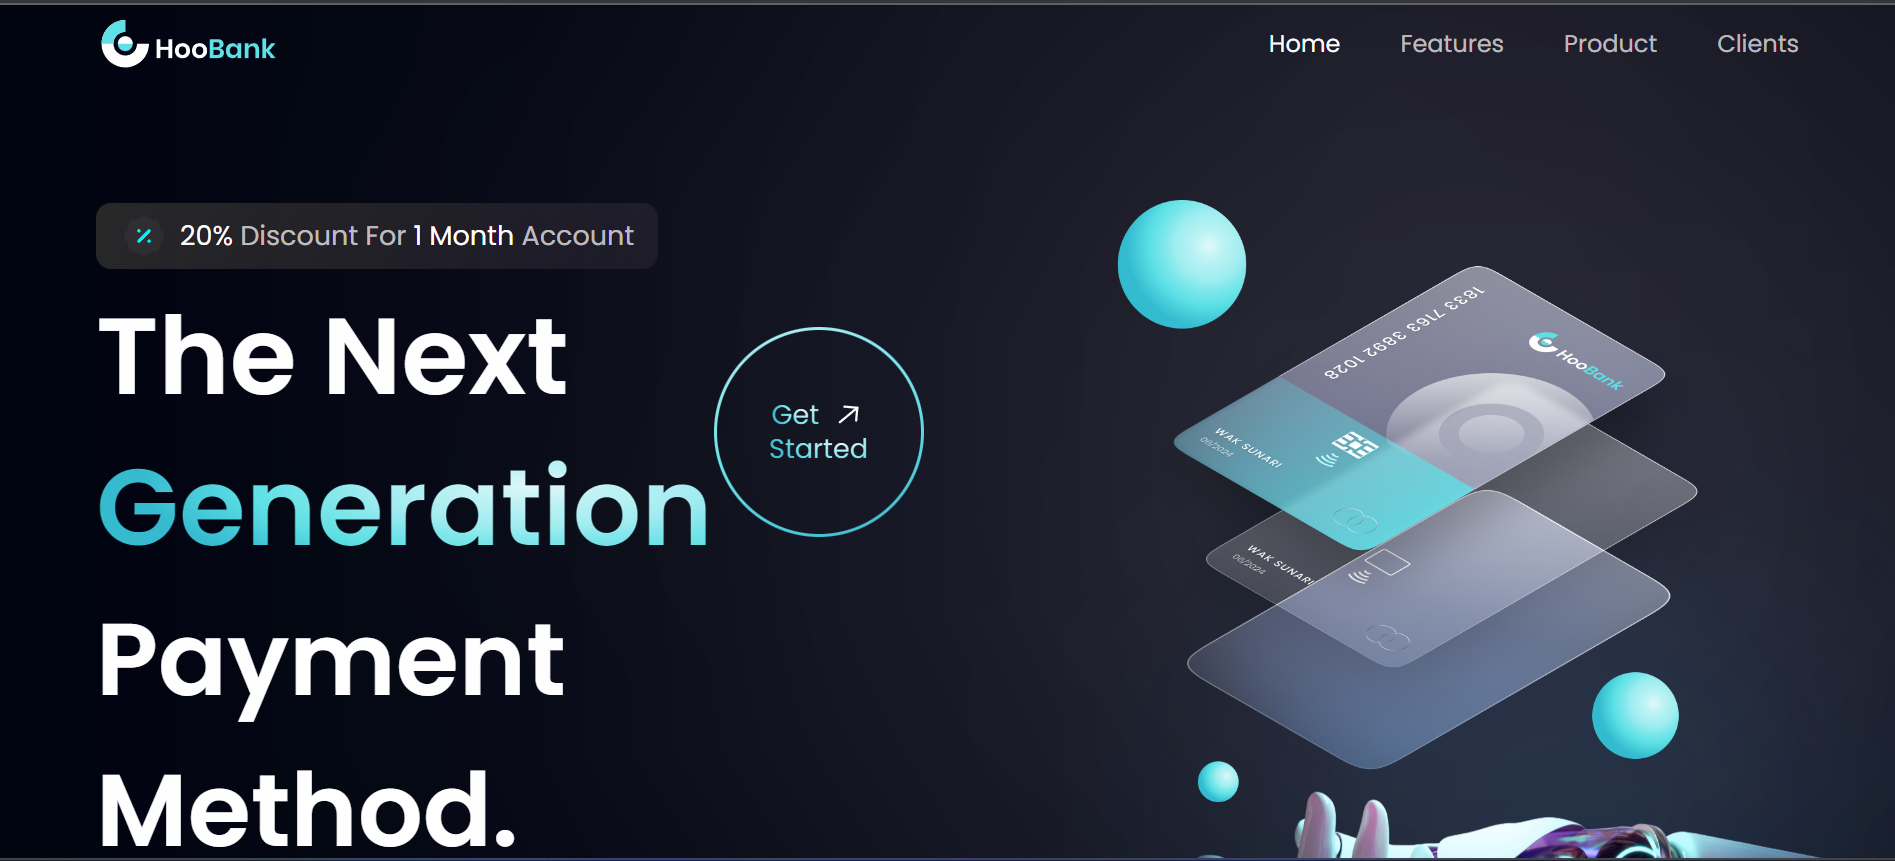 HooBank
Home Features Product Clients
20% Discount For 1 Month Account
The Next
Generation
Payment
Method.
Get
Started
1833 7163 3892 1028
HooBank
WAK SUNARI
06/2024
WAK SUNARI
06/2024